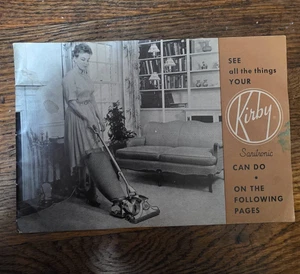 SEE
all the things
YOUR
Kirby
Sanitronic
CAN DO
•
ON THE
FOLLOWING
PAGES